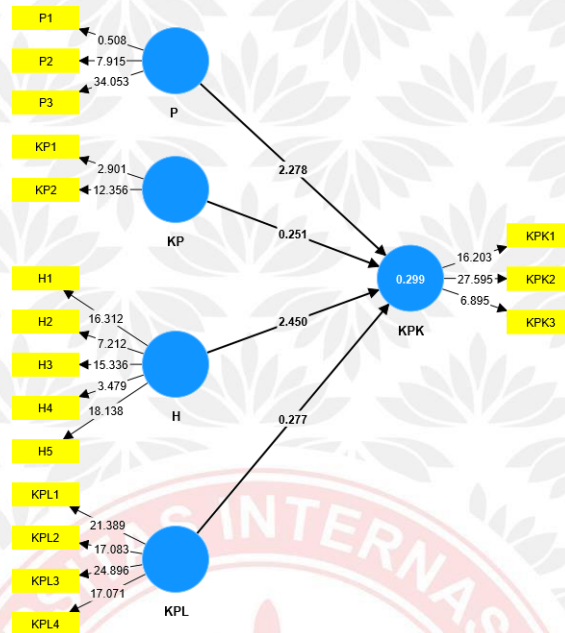 P1
0.508
P2
7.915
34.053
P3
P
2.278
KP1
2.901
KP2
12.356
KP
0.251
KPK1
16.203
0.299
27.595
KPK2
6.895
KPK3
KPK
H1
16.312
H2
7.212
H3
15.336
2.450
3.479
H4
18.138
H
H5
0.277
KPL1
21.389
KPL2
17.083
KPL3
24.896
17.071
KPL4
KPL
SITAS INTERNAS